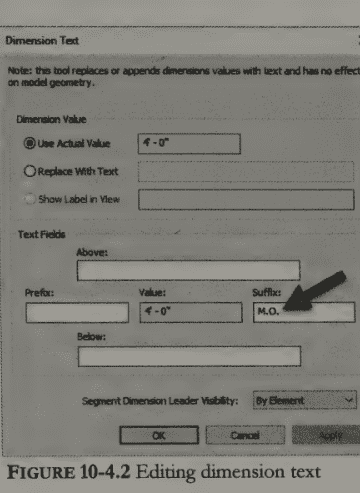 Dimension Text
Note: this tool replaces or appends dimensions values with text and has no effect
on model geometry.
Dimension Value
Use Actual Value 4' - 0"
Replace With Text
Show Label in View
Text Fields
Above:
Prefix: Value: Suffix:
4' - 0" M.O.
Below:
Segment Dimension Leader Visibility: By Element
OK Cancel Apply
FIGURE 10-4.2 Editing dimension text